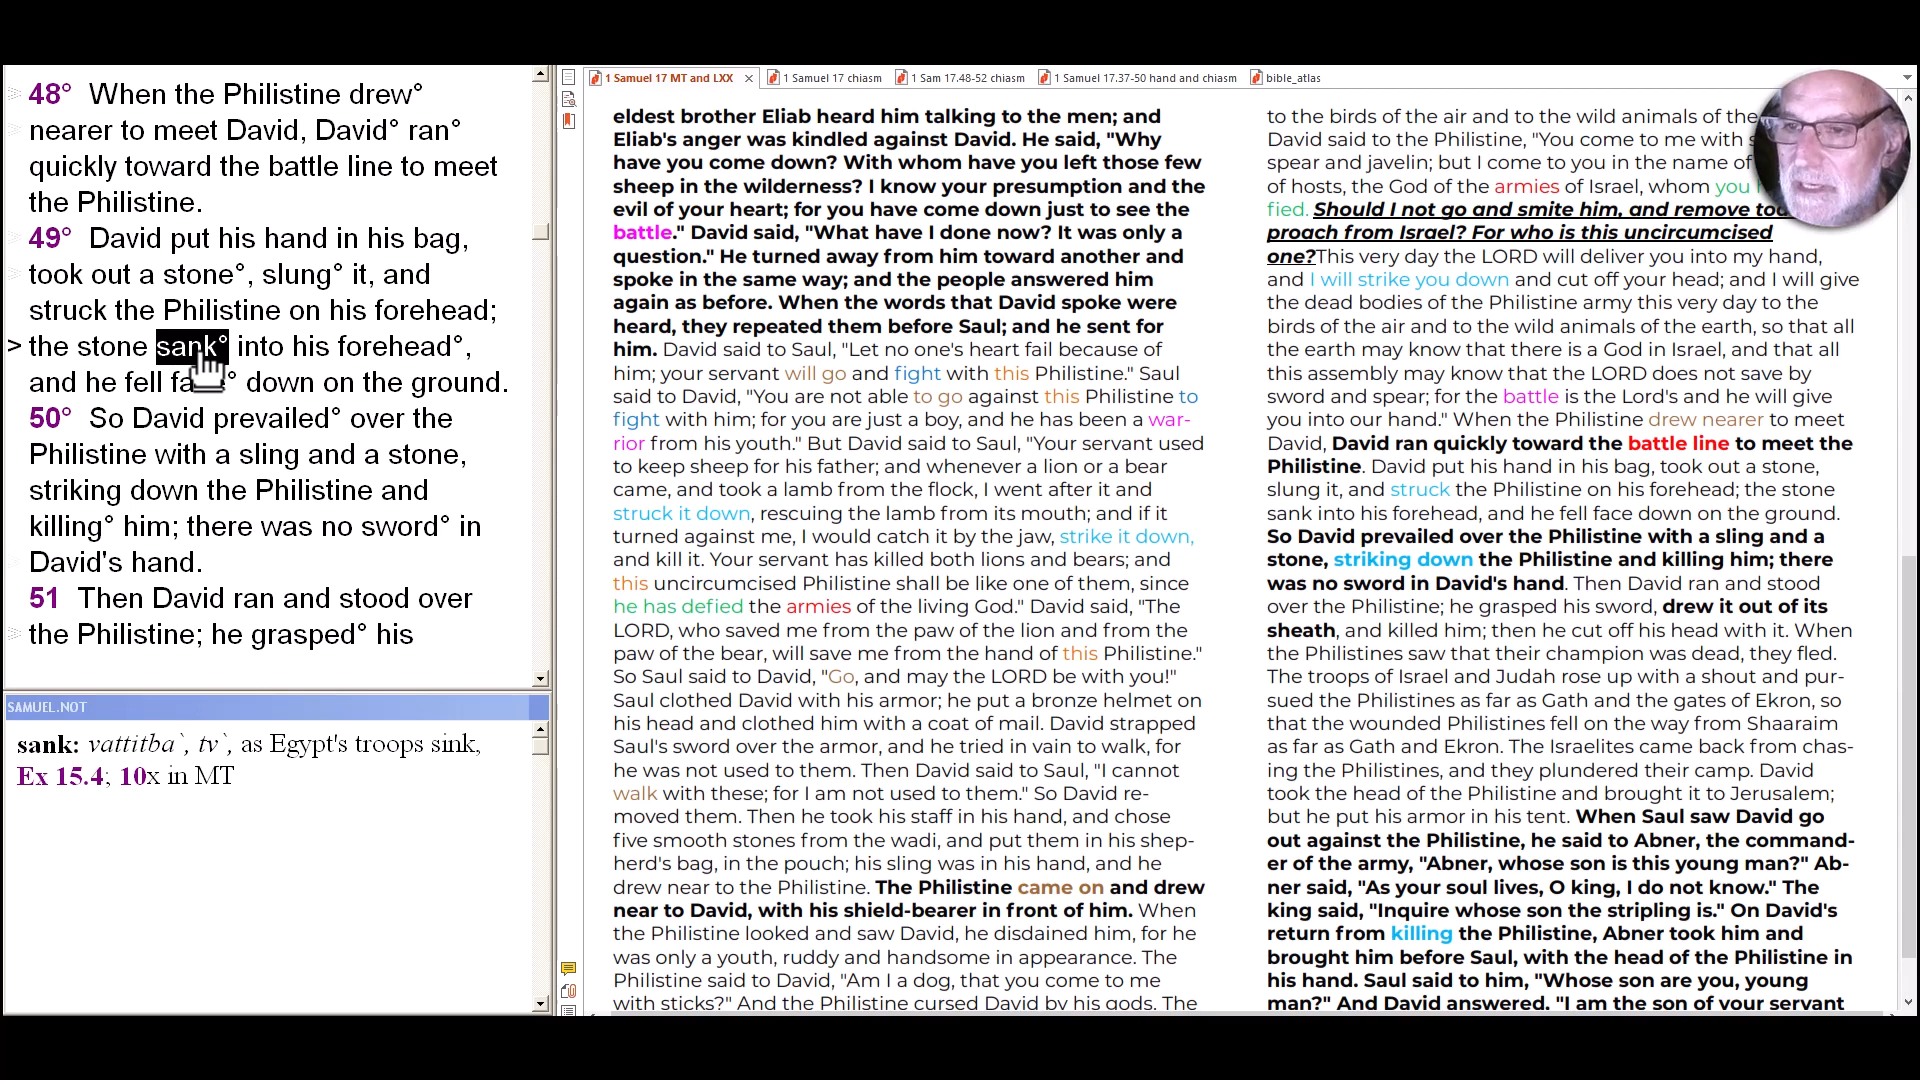 48° When the Philistine drew°
nearer to meet David, David° ran°
quickly toward the battle line to meet
the Philistine.
49° David put his hand in his bag,
took out a stone°, slung° it, and
struck the Philistine on his forehead;
> the stone sank° into his forehead°,
and he fell fa ° down on the ground.
50° So David prevailed° over the
Philistine with a sling and a stone,
striking down the Philistine and
killing° him; there was no sword° in
David's hand.
51 Then David ran and stood over
the Philistine; he grasped° his
SAMUEL.NOT
sank: vattitba`, tv`, as Egypt's troops sink,
Ex 15.4; 10x in MT
1 Samuel 17 MT and LXX
1 Samuel 17 chiasm
1 Sam 17.48-52 chiasm
1 Samuel 17.37-50 hand and chiasm
bible_atlas
eldest brother Eliab heard him talking to the men; and
Eliab's anger was kindled against David. He said, "Why
have you come down? With whom have you left those few
sheep in the wilderness? I know your presumption and the
evil of your heart; for you have come down just to see the
battle." David said, "What have I done now? It was only a
question." He turned away from him toward another and
spoke in the same way; and the people answered him
again as before. When the words that David spoke were
heard, they repeated them before Saul; and he sent for
him. David said to Saul, "Let no one's heart fail because of
him; your servant will go and fight with this Philistine." Saul
said to David, "You are not able to go against this Philistine to
fight with him; for you are just a boy, and he has been a war-
rior from his youth." But David said to Saul, "Your servant used
to keep sheep for his father; and whenever a lion or a bear
came, and took a lamb from the flock, I went after it and
struck it down, rescuing the lamb from its mouth; and if it
turned against me, I would catch it by the jaw, strike it down,
and kill it. Your servant has killed both lions and bears; and
this uncircumcised Philistine shall be like one of them, since
he has defied the armies of the living God." David said, "The
LORD, who saved me from the paw of the lion and from the
paw of the bear, will save me from the hand of this Philistine."
So Saul said to David, "Go, and may the LORD be with you!"
Saul clothed David with his armor; he put a bronze helmet on
his head and clothed him with a coat of mail. David strapped
Saul's sword over the armor, and he tried in vain to walk, for
he was not used to them. Then David said to Saul, "I cannot
walk with these; for I am not used to them." So David re-
moved them. Then he took his staff in his hand, and chose
five smooth stones from the wadi, and put them in his shep-
herd's bag, in the pouch; his sling was in his hand, and he
drew near to the Philistine. The Philistine came on and drew
near to David, with his shield-bearer in front of him. When
the Philistine looked and saw David, he disdained him, for he
was only a youth, ruddy and handsome in appearance. The
Philistine said to David, "Am I a dog, that you come to me
with sticks?" And the Philistine cursed David by his gods. The
to the birds of the air and to the wild animals of the
David said to the Philistine, "You come to me with
spear and javelin; but I come to you in the name of
of hosts, the God of the armies of Israel, whom you
fied. Should I not go and smite him, and remove
proach from Israel? For who is this uncircumcised
one?This very day the LORD will deliver you into my hand,
and I will strike you down and cut off your head; and I will give
the dead bodies of the Philistine army this very day to the
birds of the air and to the wild animals of the earth, so that all
the earth may know that there is a God in Israel, and that all
this assembly may know that the LORD does not save by
sword and spear; for the battle is the Lord's and he will give
you into our hand." When the Philistine drew nearer to meet
David, David ran quickly toward the battle line to meet the
Philistine. David put his hand in his bag, took out a stone,
slung it, and struck the Philistine on his forehead; the stone
sank into his forehead, and he fell face down on the ground.
So David prevailed over the Philistine with a sling and a
stone, striking down the Philistine and killing him; there
was no sword in David's hand. Then David ran and stood
over the Philistine; he grasped his sword, drew it out of its
sheath, and killed him; then he cut off his head with it. When
the Philistines saw that their champion was dead, they fled.
The troops of Israel and Judah rose up with a shout and pur-
sued the Philistines as far as Gath and the gates of Ekron, so
that the wounded Philistines fell on the way from Shaaraim
as far as Gath and Ekron. The Israelites came back from chas-
ing the Philistines, and they plundered their camp. David
took the head of the Philistine and brought it to Jerusalem;
but he put his armor in his tent. When Saul saw David go
out against the Philistine, he said to Abner, the command-
er of the army, "Abner, whose son is this young man?" Ab-
ner said, "As your soul lives, O king, I do not know." The
king said, "Inquire whose son the stripling is." On David's
return from killing the Philistine, Abner took him and
brought him before Saul, with the head of the Philistine in
his hand. Saul said to him, "Whose son are you, young
man?" And David answered, "I am the son of your servant